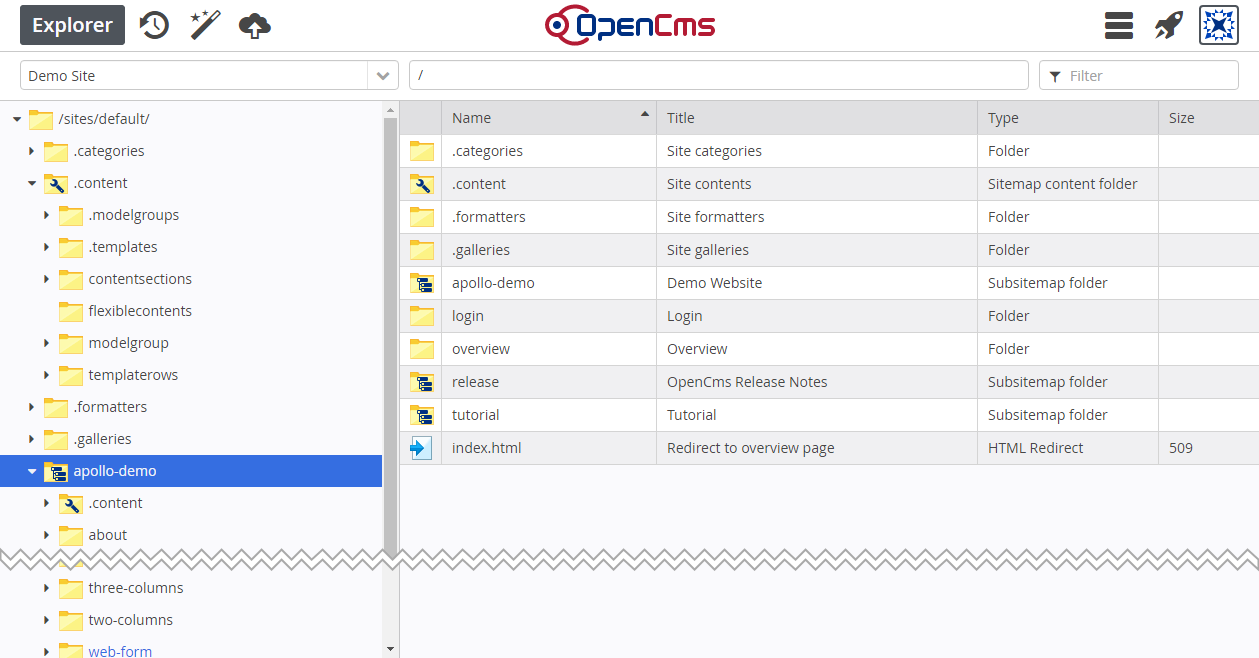 Explorer
OpenCms
Demo Site
/
Filter
/sites/default/
.categories
.content
.modelgroups
.templates
contentsections
flexiblecontents
modelgroup
templaterows
.formatters
.galleries
apollo-demo
.content
about
three-columns
two-columns
web-form
Name Title Type Size
.categories Site categories Folder
.content Site contents Sitemap content folder
.formatters Site formatters Folder
.galleries Site galleries Folder
apollo-demo Demo Website Subsitemap folder
login Login Folder
overview Overview Folder
release OpenCms Release Notes Subsitemap folder
tutorial Tutorial Subsitemap folder
index.html Redirect to overview page HTML Redirect 509